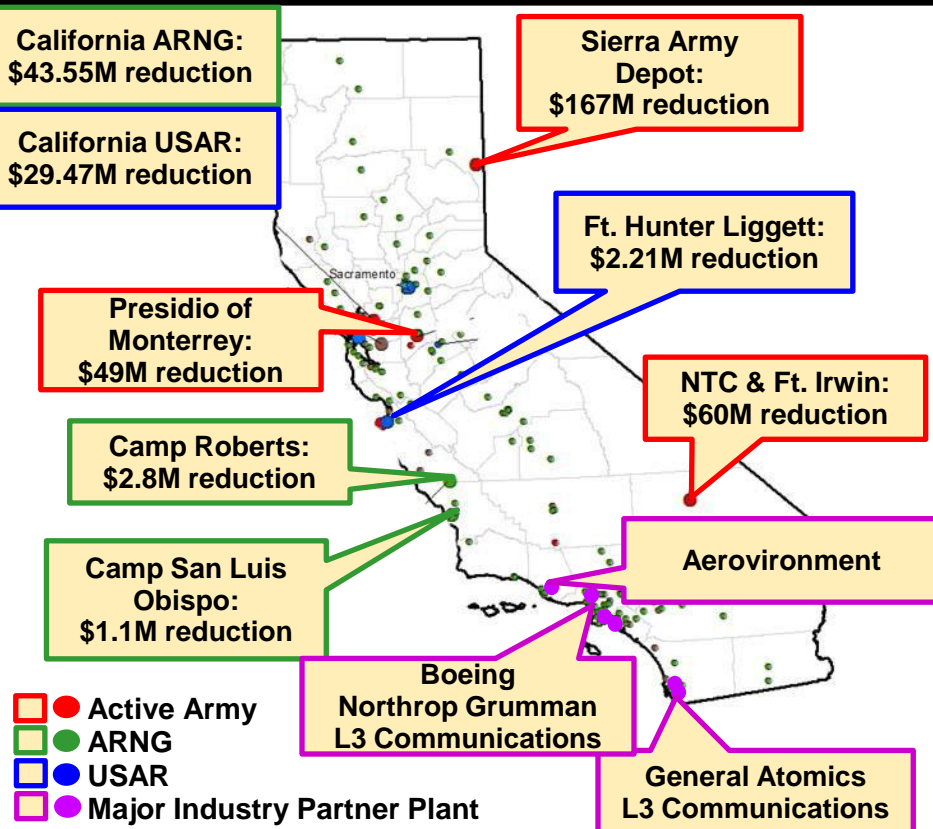 California ARNG:
$43.55M reduction
Sierra Army
Depot:
$167M reduction
California USAR:
$29.47M reduction
Ft. Hunter Liggett:
$2.21M reduction
Sacramento
Presidio of
Monterrey:
$49M reduction
NTC & Ft. Irwin:
$60M reduction
Camp Roberts:
$2.8M reduction
Aerovironment
Camp San Luis
Obispo:
$1.1M reduction
Boeing
Northrop Grumman
L3 Communications
General Atomics
L3 Communications
Active Army
ARNG
USAR
Major Industry Partner Plant